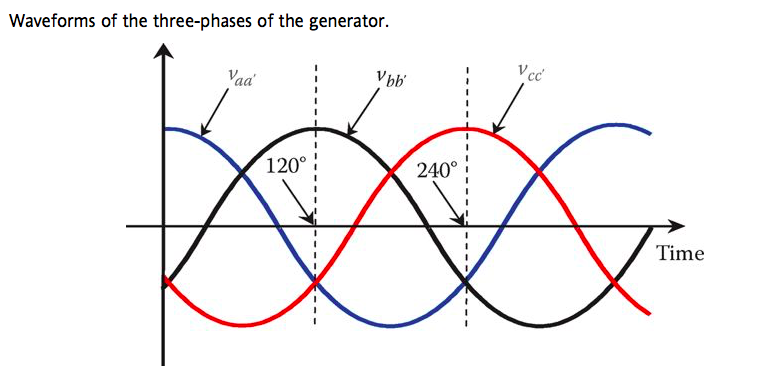 Waveforms of the three-phases of the generator.
Vaa'
Vbb'
Vcc'
120°
240°
Time